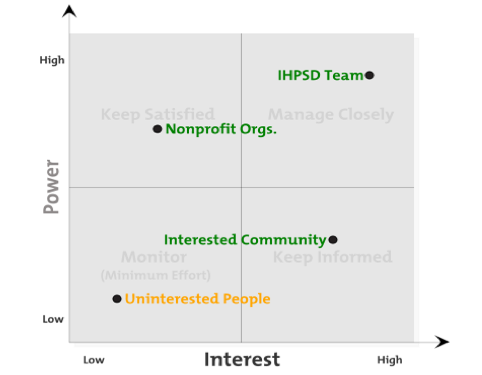 High
IHPSD Team
Keep Satisfied
Manage Closely
Nonprofit Orgs.
Power
Interested Community
Monitor
(Minimum Effort)
Keep Informed
Uninterested People
Low
Low
Interest
High